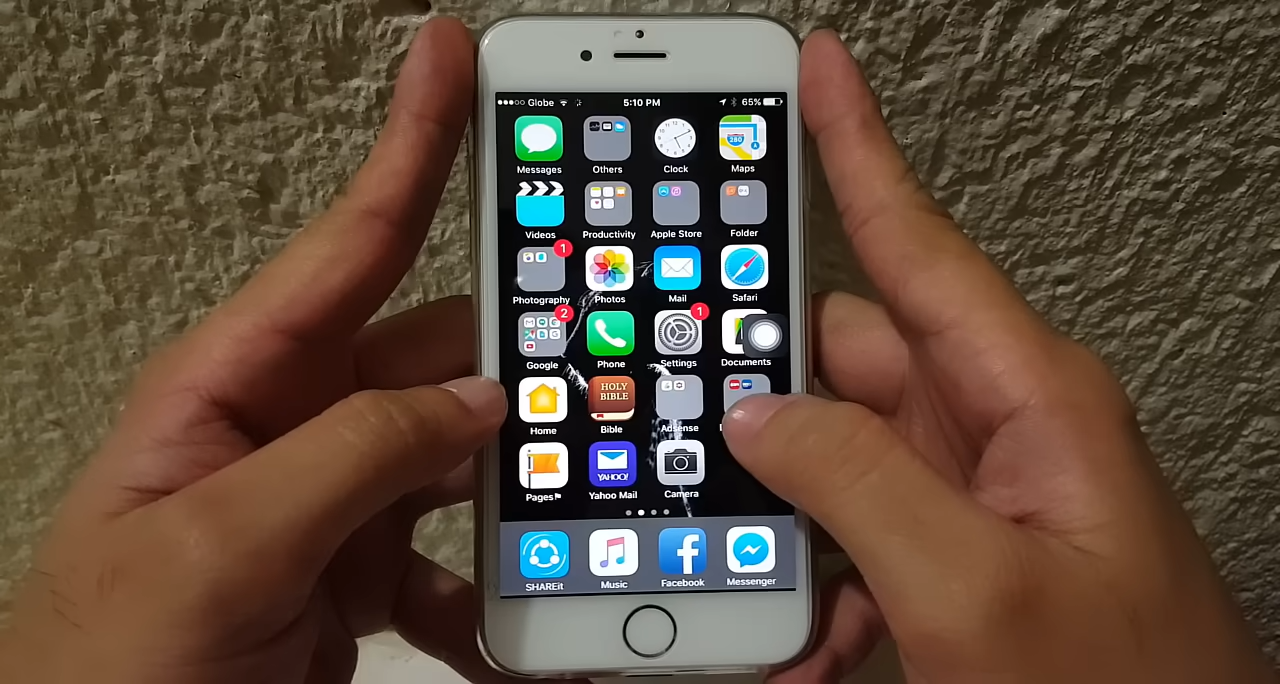 Globe 5:10 PM 65%
Messages Others Clock Maps
280
Videos Productivity Apple Store Folder
1
Photography Photos Mail Safari
2 1
Google Phone Settings Documents
HOLY
BIBLE
Home Bible Adsense
YAHOO!
Pages Yahoo Mail Camera
SHAREit Music Facebook Messenger